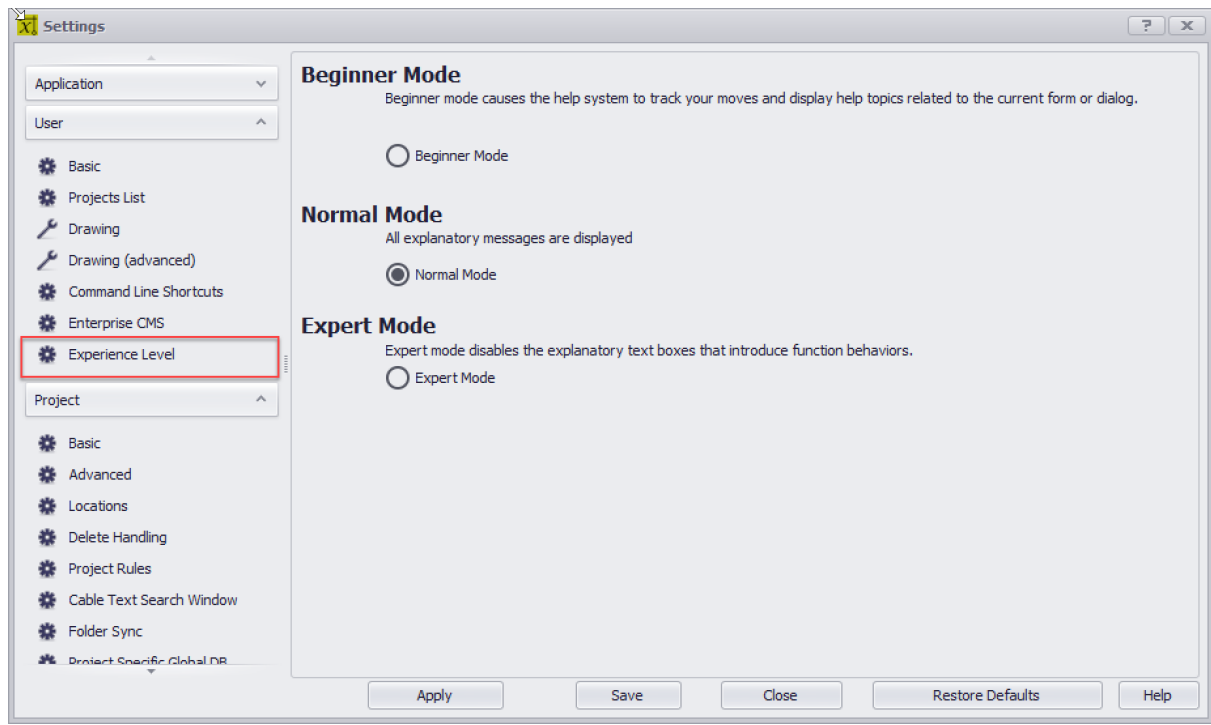 Settings
Application
User
Basic
Projects List
Drawing
Drawing (advanced)
Command Line Shortcuts
Enterprise CMS
Experience Level
Project
Basic
Advanced
Locations
Delete Handling
Project Rules
Cable Text Search Window
Folder Sync
Project Specific Global DB
Beginner Mode
Beginner mode causes the help system to track your moves and display help topics related to the current form or dialog.
Beginner Mode
Normal Mode
All explanatory messages are displayed
Normal Mode
Expert Mode
Expert mode disables the explanatory text boxes that introduce function behaviors.
Expert Mode
Apply Save Close Restore Defaults Help